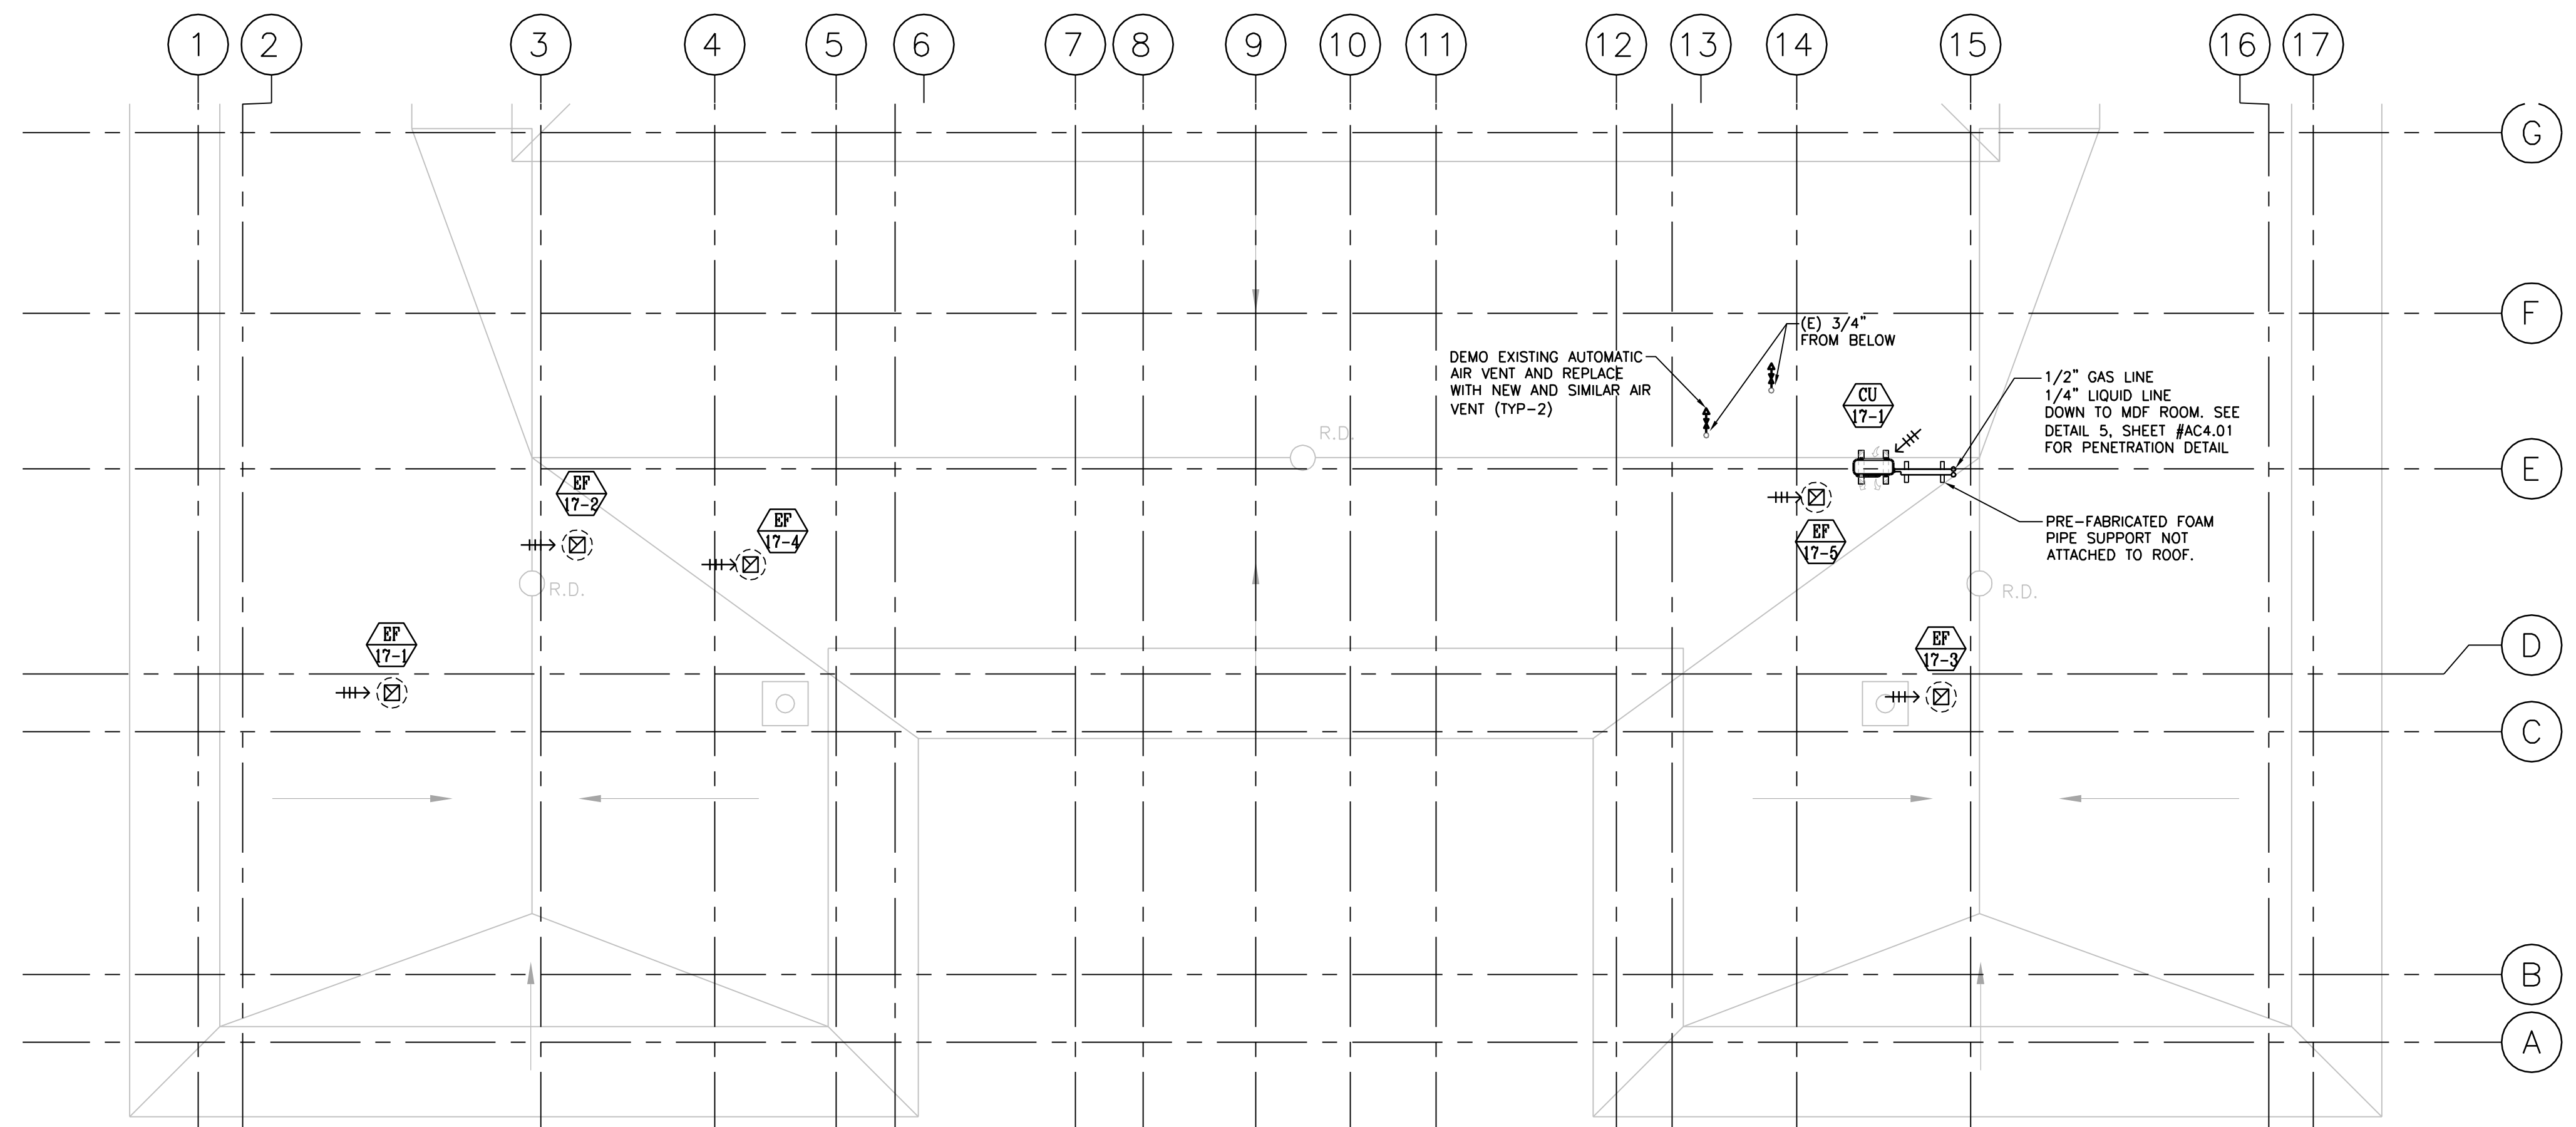 1 2 3 4 5 6 7 8 9 10 11 12 13 14 15 16 17
G
F
(E) 3/4"
FROM BELOW
DEMO EXISTING AUTOMATIC
AIR VENT AND REPLACE
WITH NEW AND SIMILAR AIR
VENT (TYP-2)
1/2" GAS LINE
1/4" LIQUID LINE
DOWN TO MDF ROOM. SEE
DETAIL 5, SHEET #AC4.01
FOR PENETRATION DETAIL
CU
17-1
R.D.
E
EF
17-2
EF
17-4
EF
17-5
PRE-FABRICATED FOAM
PIPE SUPPORT NOT
ATTACHED TO ROOF.
R.D.
R.D.
EF
17-1
EF
17-3
D
C
B
A